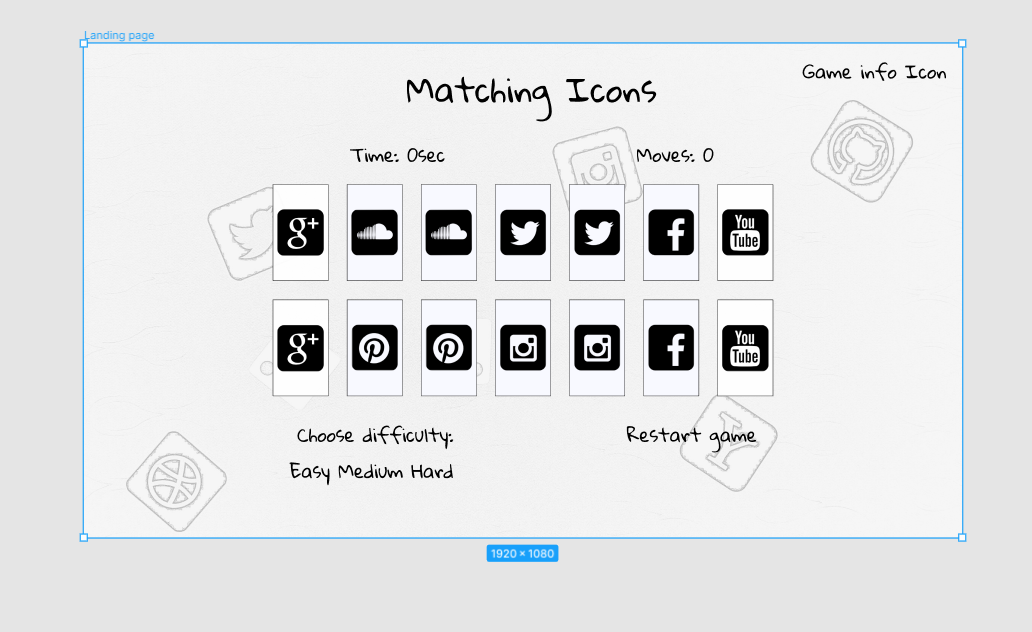 Landing page
Game info Icon
Matching Icons
Time: 0sec
Moves: 0
g+
f
You
Tube
g+
f
You
Tube
Choose difficulty:
Restart game
Y
Easy Medium Hard
1920 × 1080